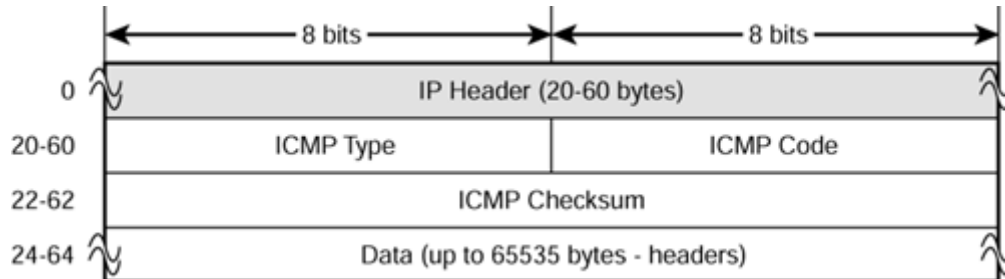 8 bits 8 bits
0 IP Header (20-60 bytes)
20-60 ICMP Type ICMP Code
22-62 ICMP Checksum
24-64 Data (up to 65535 bytes - headers)